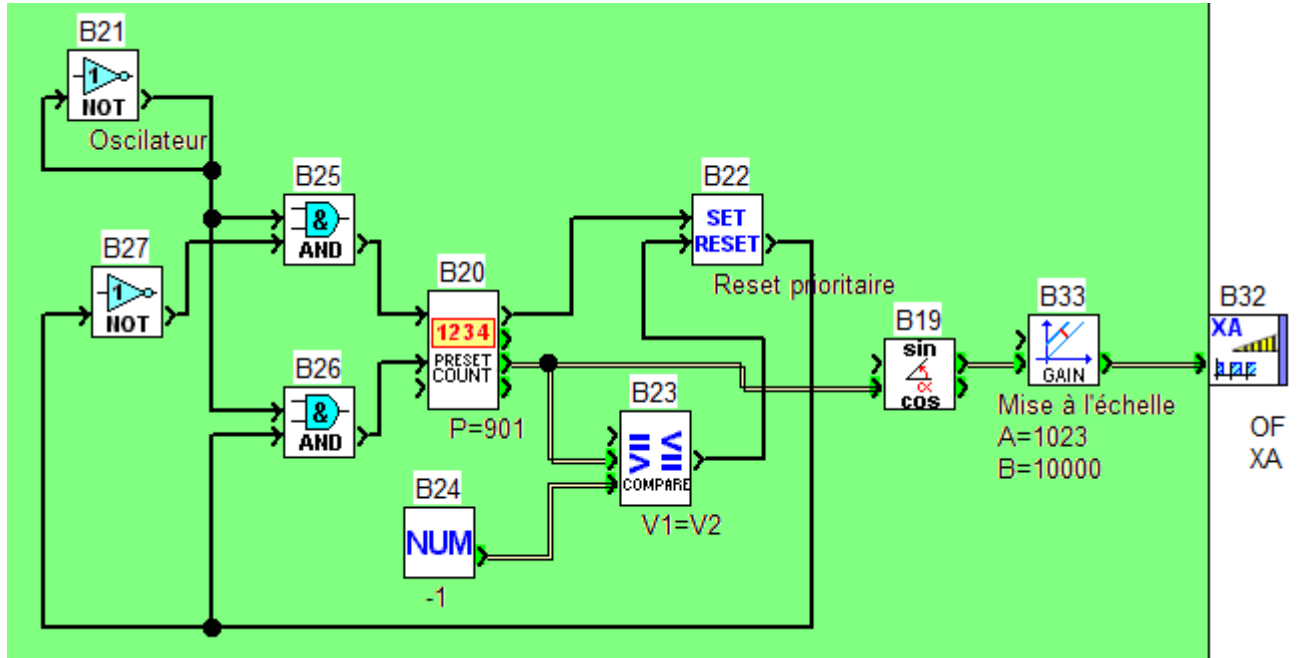 B21
1
NOT
Oscilateur
B25
&
AND
B22
SET
RESET
Reset prioritaire
B27
1
NOT
B20
1234
PRESET
COUNT
P=901
B19
sin
α
cos
B33
GAIN
Mise à l'échelle
A=1023
B=10000
B32
XA
OF
XA
B26
&
AND
B23
COMPARE
V1=V2
B24
NUM
-1